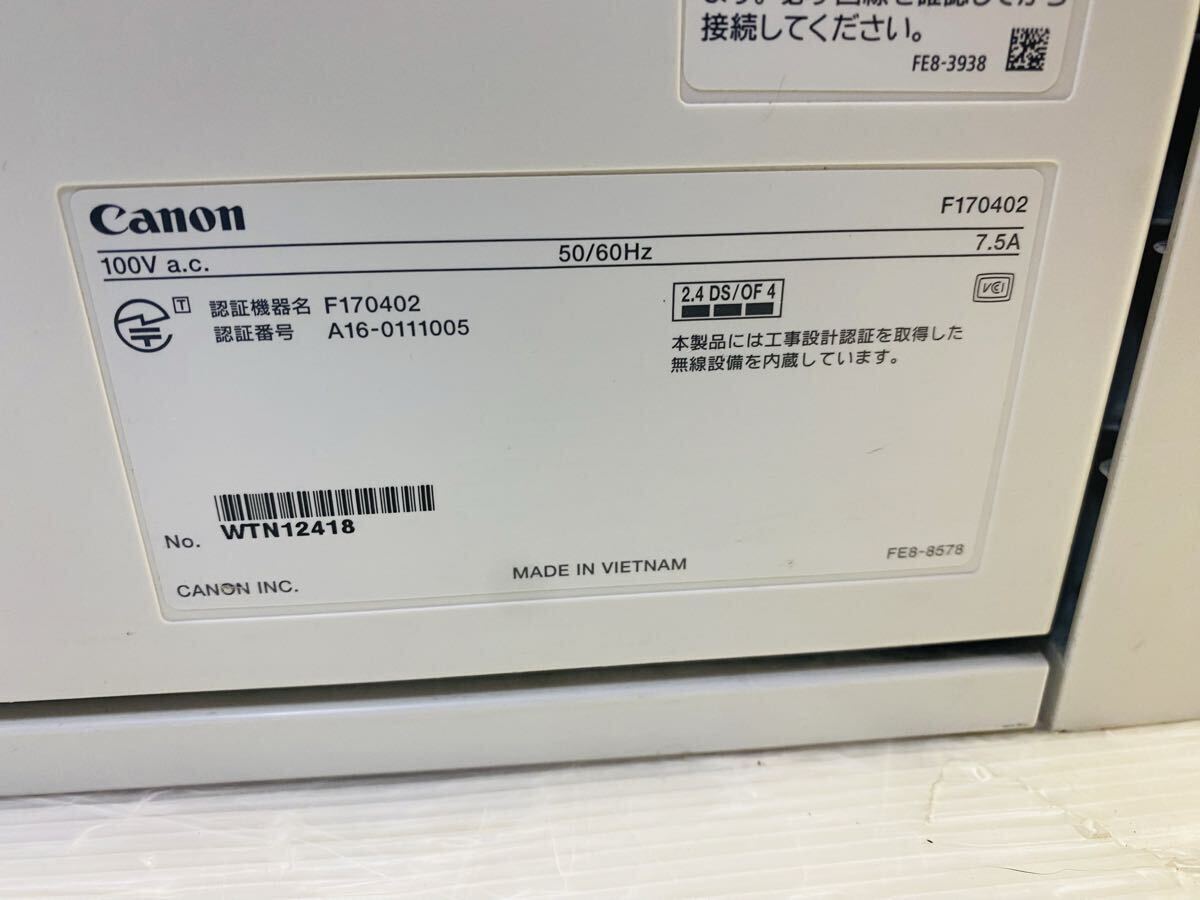 接続してください。
FE8-3938
Canon
F170402
100V a.c.
50/60Hz
7.5A
T
認証機器名 F170402
認証番号 A16-0111005
2.4 DS/OF 4
VCI
本製品には工事設計認証を取得した
無線設備を内蔵しています。
No. WTN12418
CANON INC.
MADE IN VIETNAM
FE8-8578